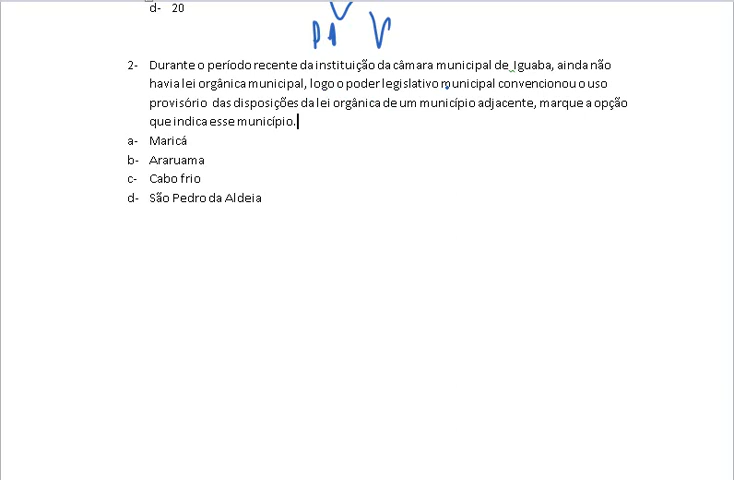 d- 20
PA V
2- Durante o período recente da instituição da câmara municipal de Iguaba, ainda não
havia lei orgânica municipal, logo o poder legislativo municipal convencionou o uso
provisório das disposições da lei orgânica de um município adjacente, marque a opção
que indica esse município.
a- Maricá
b- Araruama
c- Cabo frio
d- São Pedro da Aldeia